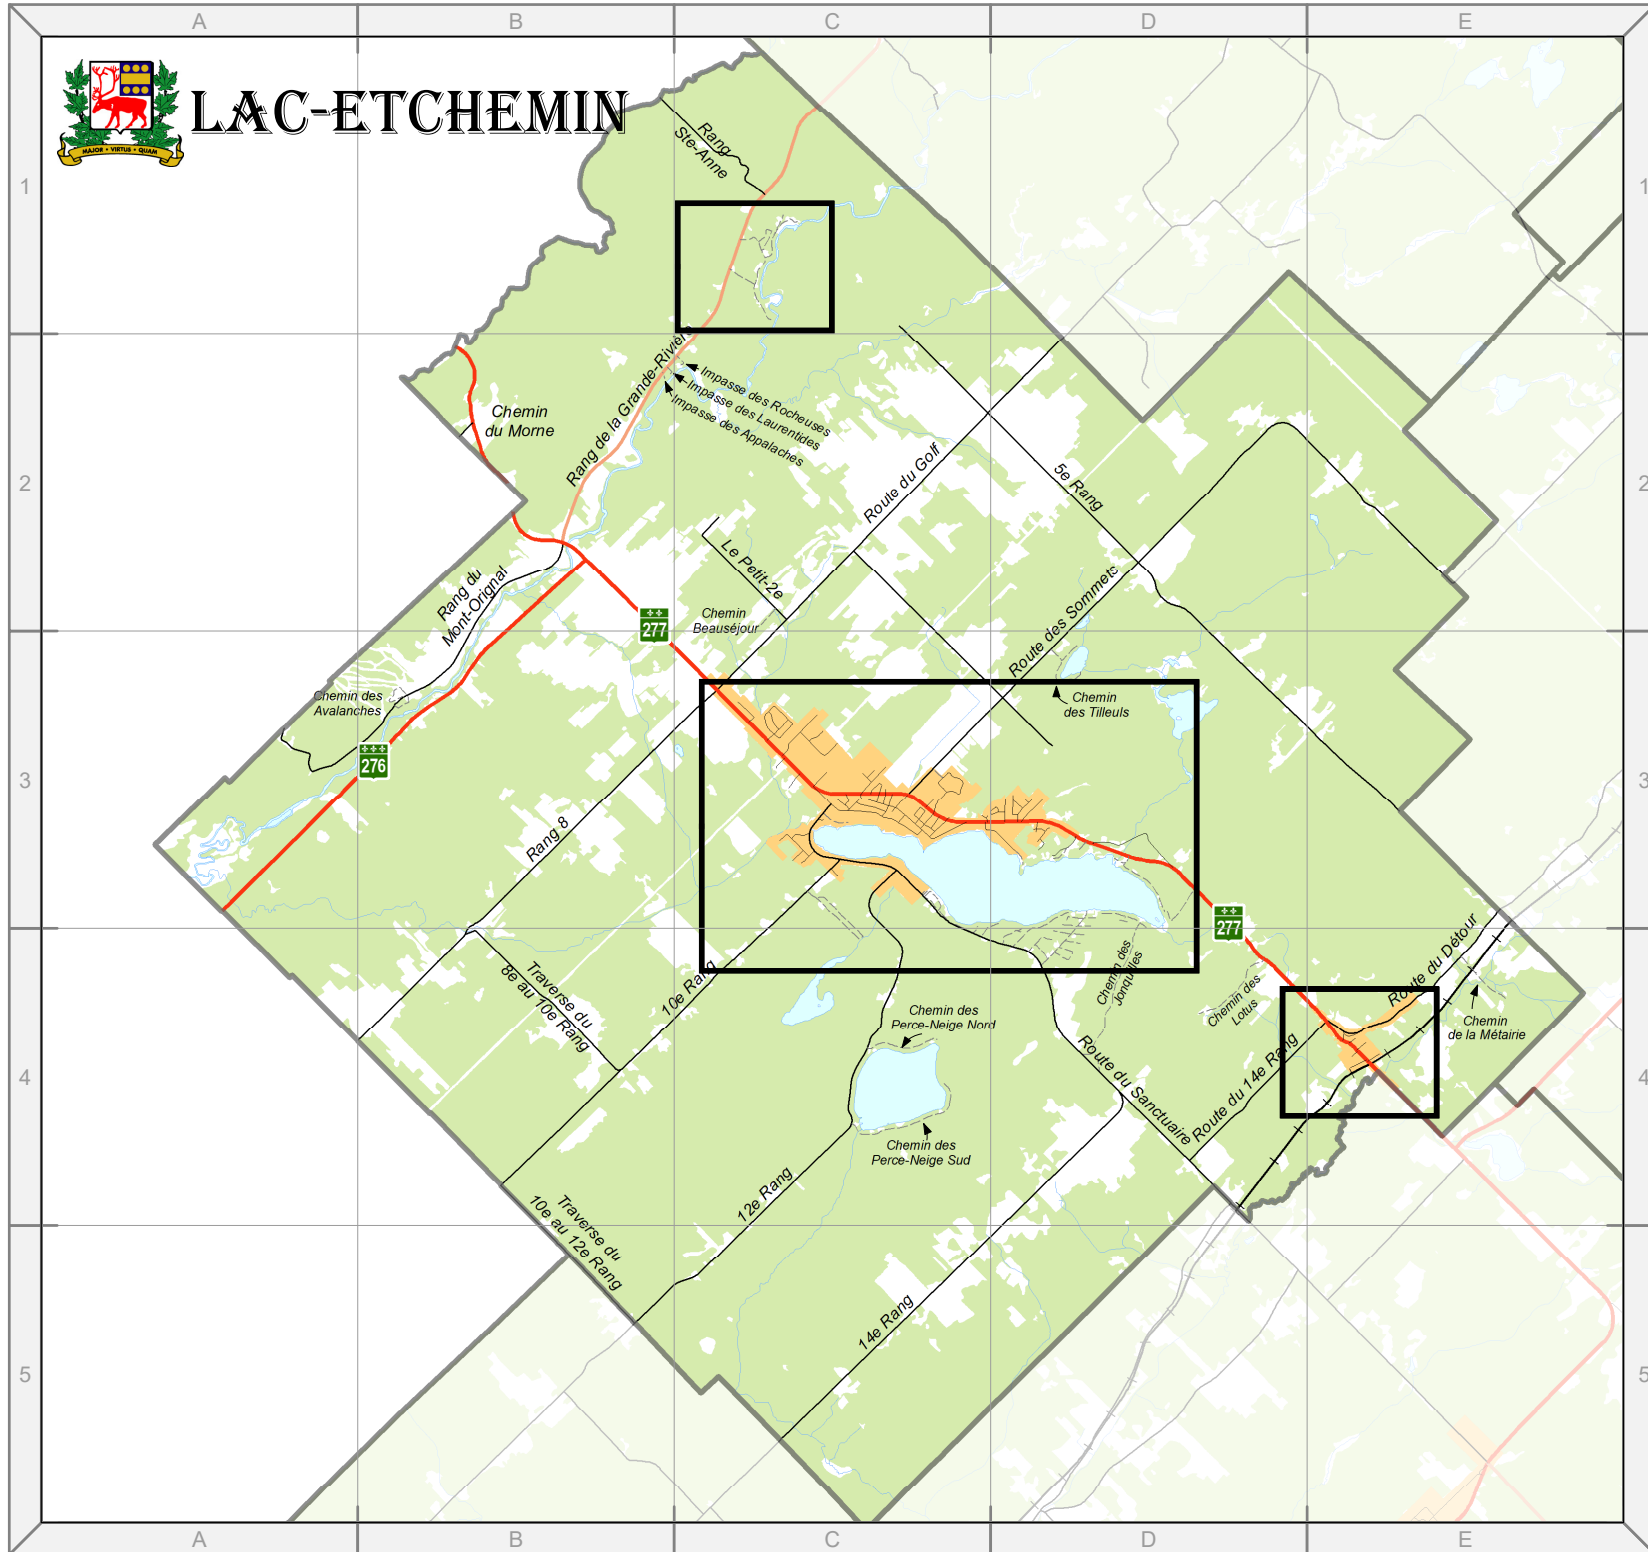 A B C D E
LAC-ETCHEMIN
MAJOR • VIRTUS • QUAM
Rang
Ste-Anne
1 1
Rang de la Grande-Rivière
Impasse des Rocheuses
Impasse des Laurentides
Impasse des Appalaches
Chemin
du Morne
Route du Golf
5e Rang
2 2
Le Petit-2e
Rang du
Mont-Orignal
Chemin
Beauséjour
277
Route des Sommets
Chemin des
Avalanches
Chemin
des Tilleuls
276
3 3
Rang 8
277
Route du Détour
Traverse du
8e au 10e Rang
10e Rang
Chemin des
Jonquilles
Chemin des
Lotus
Chemin des
Perce-Neige Nord
Chemin
de la Métairie
Route du Sanctuaire
Route du 14e Rang
4 4
Chemin des
Perce-Neige Sud
12e Rang
Traverse du
10e au 12e Rang
14e Rang
5 5
A B C D E